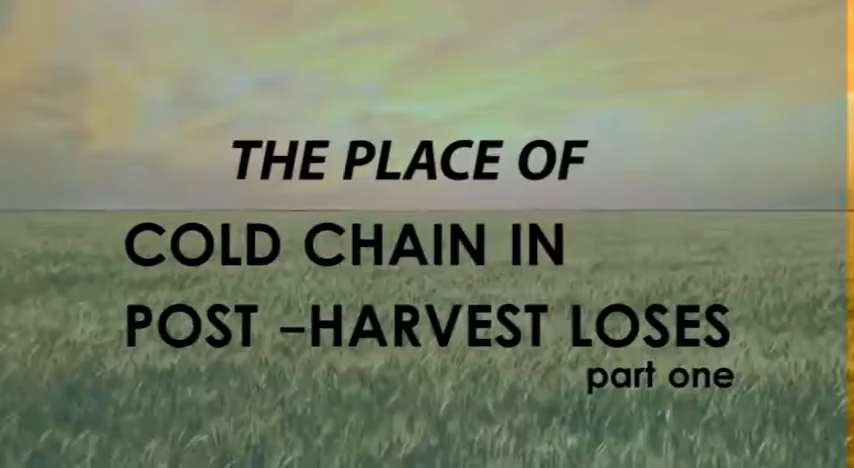 THE PLACE OF
COLD CHAIN IN
POST –HARVEST LOSES
part one